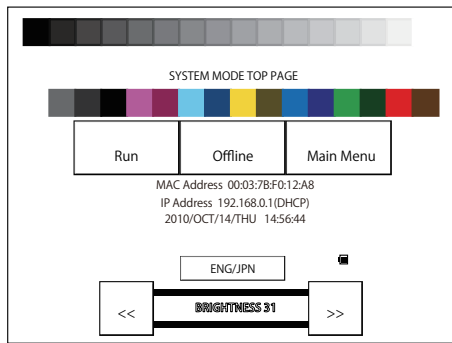 SYSTEM MODE TOP PAGE
Run Offline Main Menu
MAC Address 00:03:7B:F0:12:A8
IP Address 192.168.0.1(DHCP)
2010/OCT/14/THU 14:56:44
ENG/JPN
<< BRIGHTNESS 31 >>